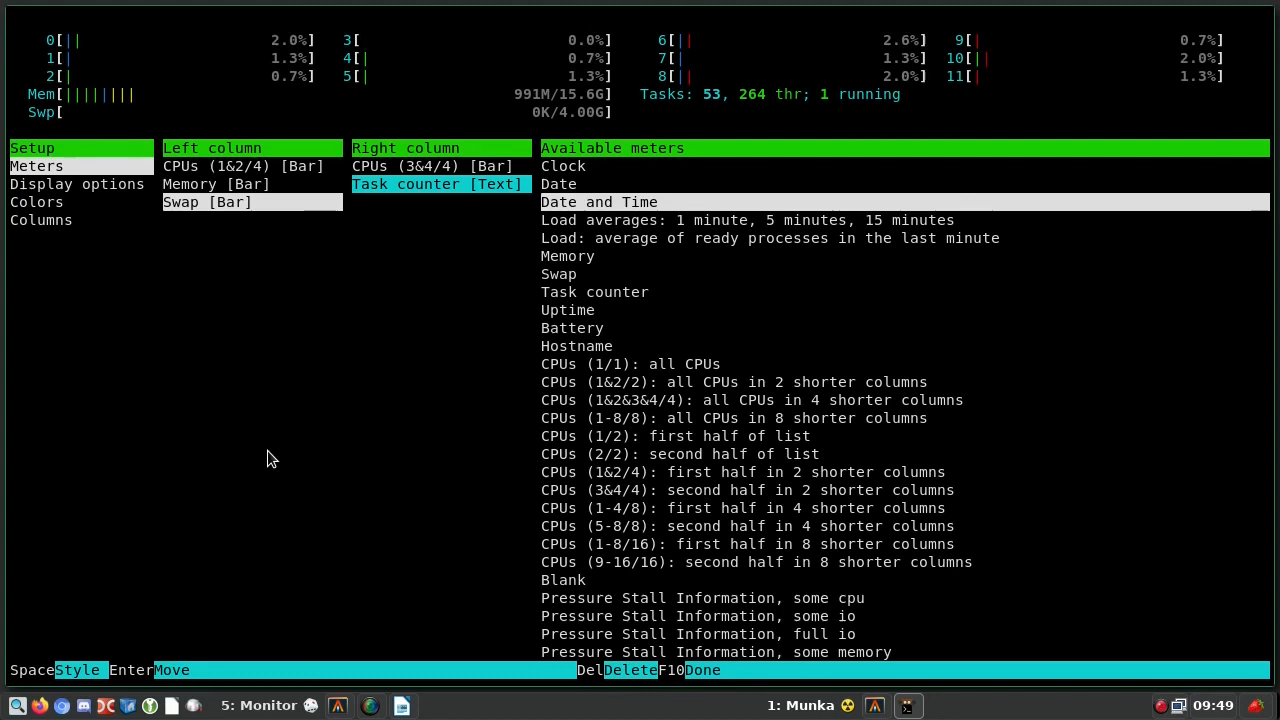 0[|| 2.0%] 3[ 0.0%] 6[|| 2.6%] 9[| 0.7%]
1[| 1.3%] 4[| 0.7%] 7[| 1.3%] 10[|| 2.0%]
2[| 0.7%] 5[| 1.3%] 8[|| 2.0%] 11[| 1.3%]
Mem[|||||||| 991M/15.6G] Tasks: 53, 264 thr; 1 running
Swp[ 0K/4.00G]
Setup Left column Right column Available meters
Meters CPUs (1&2/4) [Bar] CPUs (3&4/4) [Bar] Clock
Display options Memory [Bar] Task counter [Text] Date
Colors Swap [Bar] Date and Time
Columns Load averages: 1 minute, 5 minutes, 15 minutes
Load: average of ready processes in the last minute
Memory
Swap
Task counter
Uptime
Battery
Hostname
CPUs (1/1): all CPUs
CPUs (1&2/2): all CPUs in 2 shorter columns
CPUs (1&2&3&4/4): all CPUs in 4 shorter columns
CPUs (1-8/8): all CPUs in 8 shorter columns
CPUs (1/2): first half of list
CPUs (2/2): second half of list
CPUs (1&2/4): first half in 2 shorter columns
CPUs (3&4/4): second half in 2 shorter columns
CPUs (1-4/8): first half in 4 shorter columns
CPUs (5-8/8): second half in 4 shorter columns
CPUs (1-8/16): first half in 8 shorter columns
CPUs (9-16/16): second half in 8 shorter columns
Blank
Pressure Stall Information, some cpu
Pressure Stall Information, some io
Pressure Stall Information, full io
Pressure Stall Information, some memory
SpaceStyle EnterMove DelDeleteF10Done
5: Monitor 1: Munka 09:49